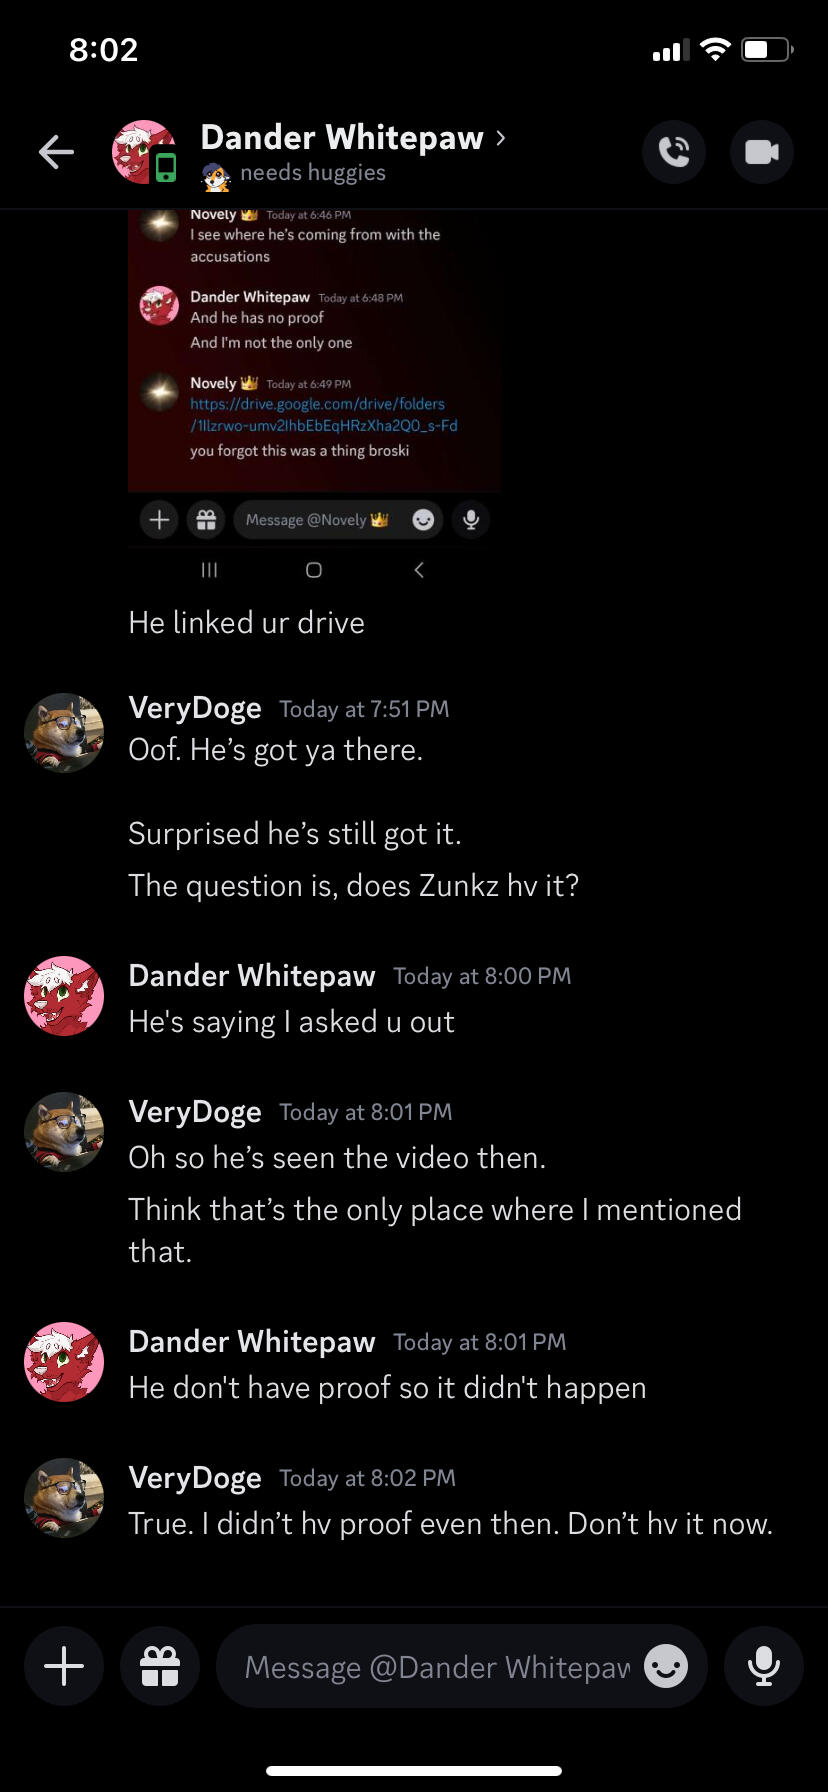 8:02
Dander Whitepaw
needs huggies
Novely Today at 6:46 PM
I see where he's coming from with the
accusations
Dander Whitepaw Today at 6:48 PM
And he has no proof
And I'm not the only one
Novely Today at 6:49 PM
https://drive.google.com/drive/folders
/1Ilzrwo-umv2IhbEbEqHRzXha2Q0_s-Fd
you forgot this was a thing broski
Message @Novely
He linked ur drive
VeryDoge Today at 7:51 PM
Oof. He’s got ya there.
Surprised he’s still got it.
The question is, does Zunkz hv it?
Dander Whitepaw Today at 8:00 PM
He's saying I asked u out
VeryDoge Today at 8:01 PM
Oh so he’s seen the video then.
Think that’s the only place where I mentioned
that.
Dander Whitepaw Today at 8:01 PM
He don't have proof so it didn't happen
VeryDoge Today at 8:02 PM
True. I didn’t hv proof even then. Don’t hv it now.
Message @Dander Whitepaw